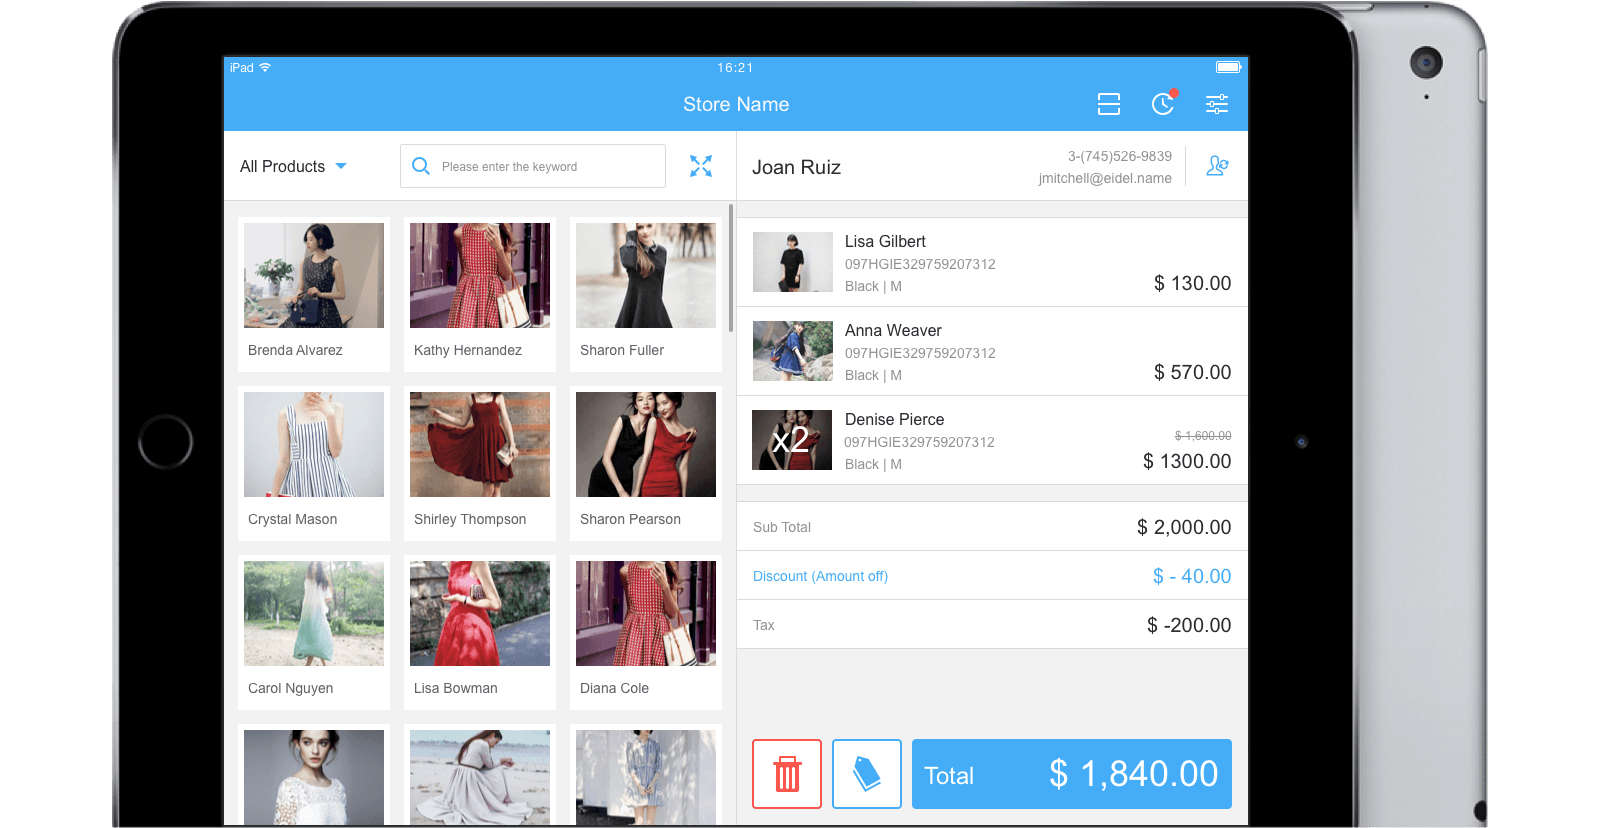 iPad
16:21
Store Name
All Products
Please enter the keyword
Joan Ruiz
3-(745)526-9839
jmitchell@eidel.name
Brenda Alvarez
Kathy Hernandez
Sharon Fuller
Crystal Mason
Shirley Thompson
Sharon Pearson
Carol Nguyen
Lisa Bowman
Diana Cole
Lisa Gilbert
097HGIE329759207312
Black | M
$ 130.00
Anna Weaver
097HGIE329759207312
Black | M
$ 570.00
x2
Denise Pierce
097HGIE329759207312
Black | M
$ 1,600.00
$ 1300.00
Sub Total
$ 2,000.00
Discount (Amount off)
$ - 40.00
Tax
$ -200.00
Total
$ 1,840.00